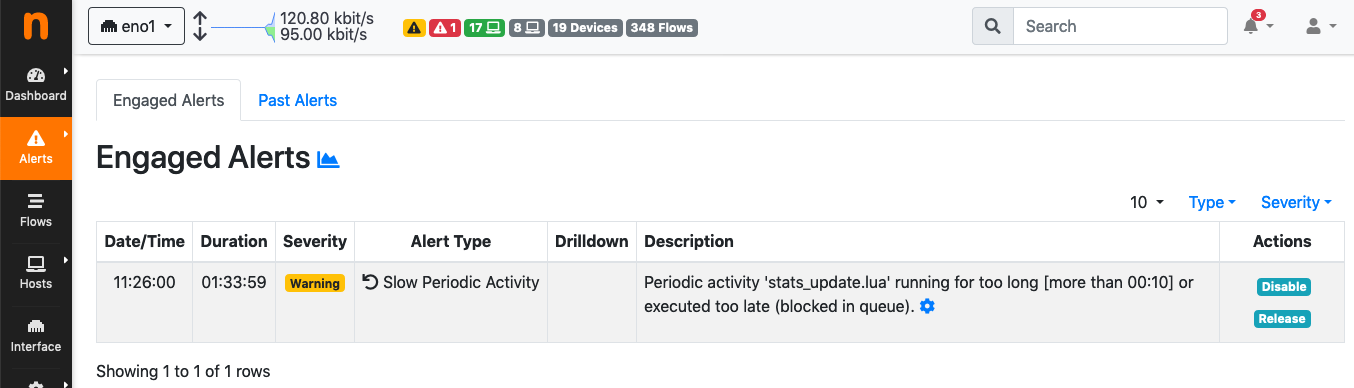 n
eno1
120.80 kbit/s
95.00 kbit/s
1
17
8
19 Devices
348 Flows
Search
3
Dashboard
Alerts
Flows
Hosts
Interface
Engaged Alerts
Past Alerts
Engaged Alerts
10
Type
Severity
Date/Time Duration Severity Alert Type Drilldown Description Actions
11:26:00 01:33:59 Warning Slow Periodic Activity Periodic activity 'stats_update.lua' running for too long [more than 00:10] or
executed too late (blocked in queue).
Disable
Release
Showing 1 to 1 of 1 rows